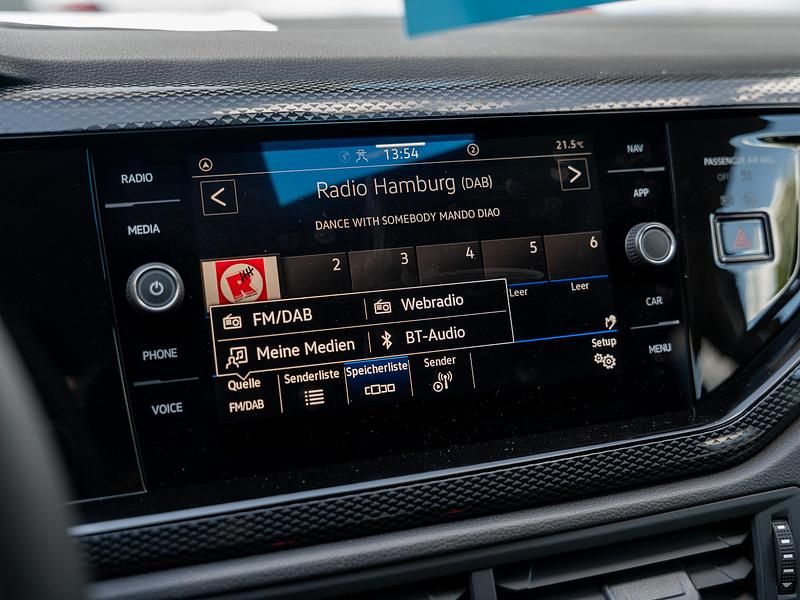 RADIO
MEDIA
PHONE
VOICE
2
13:54
21.5°C
Radio Hamburg (DAB)
DANCE WITH SOMEBODY MANDO DIAO
2 3 4 5 6
Leer Leer
FM/DAB Webradio
Meine Medien BT-Audio
Quelle Senderliste Speicherliste Sender Setup
FM/DAB
NAV
APP
CAR
MENU
PASSENGER AIR BAG